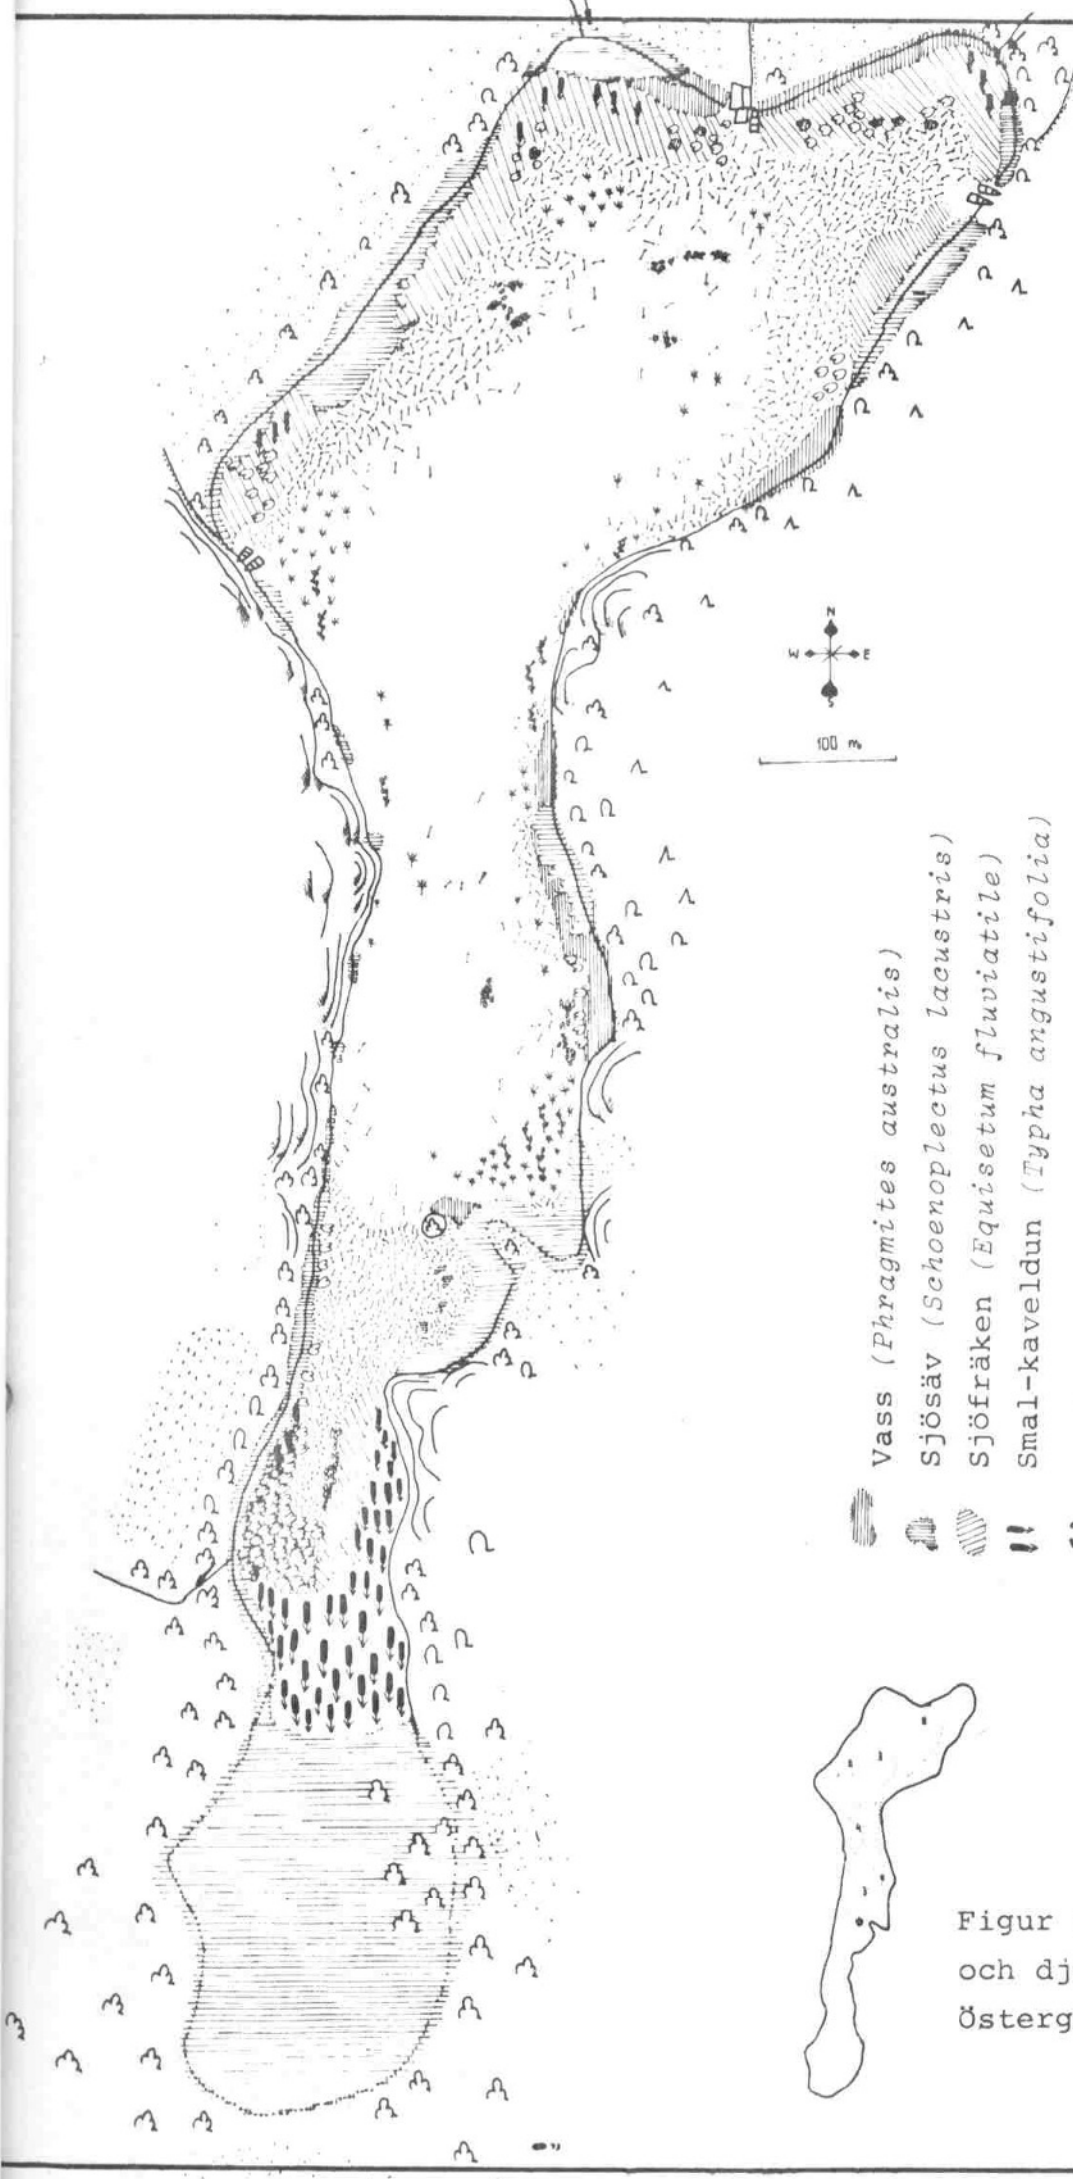 N
W E
S
100 m
Vass (Phragmites australis)
Sjösäv (Schoenoplectus lacustris)
Sjöfräken (Equisetum fluviatile)
Smal-kaveldun (Typha angustifolia)
Figur
och dj
Österg